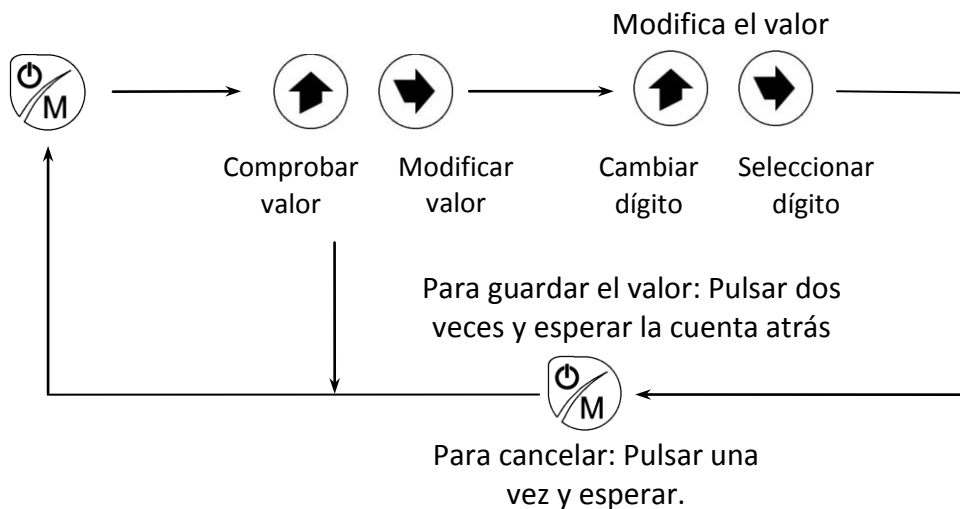 Modifica el valor
M
Comprobar
valor
Modificar
valor
Cambiar
dígito
Seleccionar
dígito
Para guardar el valor: Pulsar dos
veces y esperar la cuenta atrás
M
Para cancelar: Pulsar una
vez y esperar.